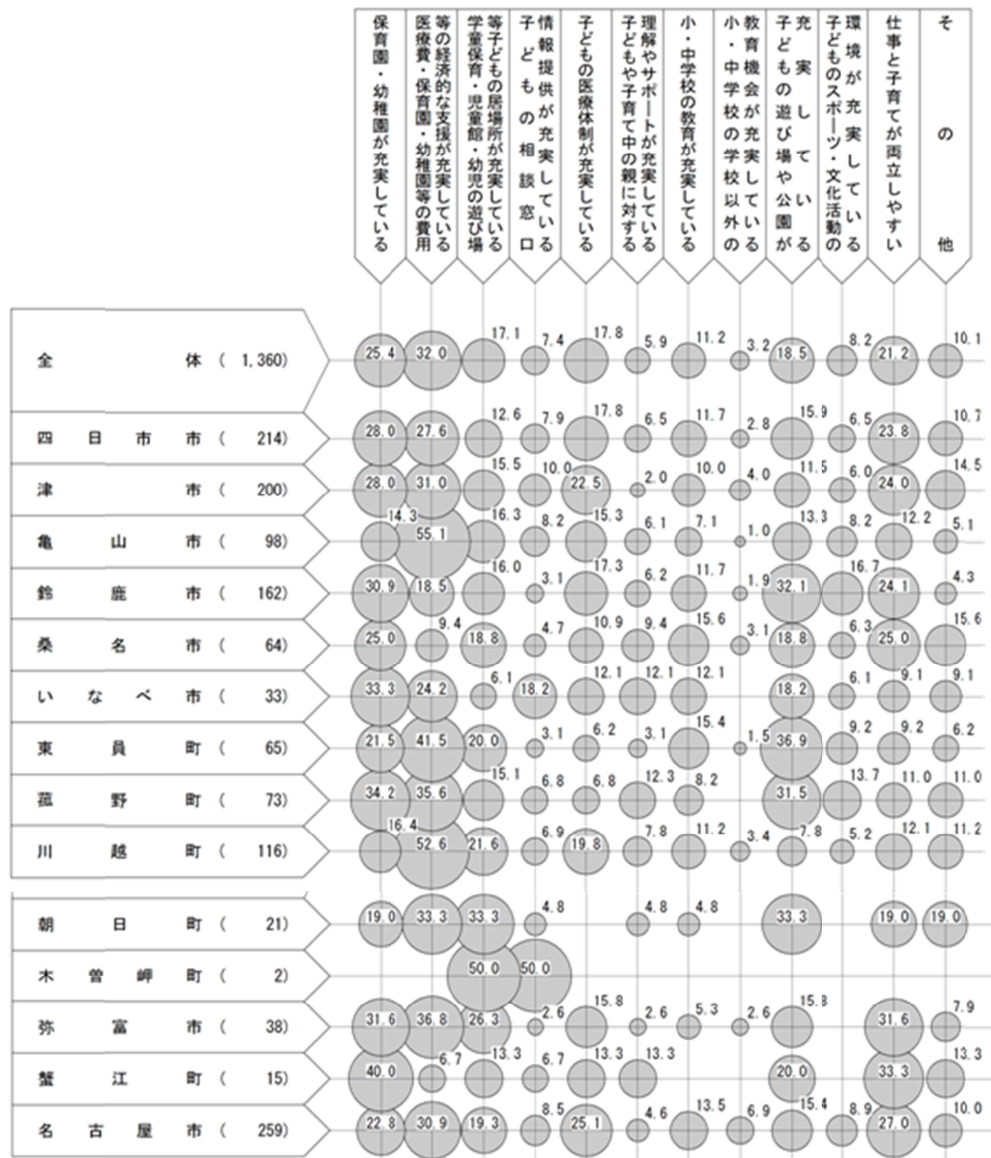 保育園・幼稚園が充実している
医療費・保育園・幼稚園等の費用
等の経済的な支援が充実している
学童保育・児童館・幼児の遊び場
等子どもの居場所が充実している
子どもの相談窓口
情報提供が充実している
子どもの医療体制が充実している
子どもや子育て中の親に対する
理解やサポートが充実している
小・中学校の教育が充実している
小・中学校の学校以外の
教育機会が充実している
子どもの遊び場や公園が
充実している
子どものスポーツ・文化活動の
環境が充実している
仕事と子育てが両立しやすい
その他
全体 ( 1,360) 25.4 32.0 17.1 7.4 17.8 5.9 11.2 3.2 18.5 8.2 21.2 10.1
四日市市 ( 214) 28.0 27.6 12.6 7.9 17.8 6.5 11.7 2.8 15.9 6.5 23.8 10.7
津市 ( 200) 28.0 31.0 15.5 10.0 22.5 2.0 10.0 4.0 11.5 6.0 24.0 14.5
亀山市 ( 98) 14.3 55.1 16.3 8.2 15.3 6.1 7.1 1.0 13.3 8.2 12.2 5.1
鈴鹿市 ( 162) 30.9 18.5 16.0 3.1 17.3 6.2 11.7 1.9 32.1 16.7 24.1 4.3
桑名市 ( 64) 25.0 9.4 18.8 4.7 10.9 9.4 15.6 3.1 18.8 6.3 25.0 15.6
いなべ市 ( 33) 33.3 24.2 6.1 18.2 12.1 12.1 12.1 18.2 6.1 9.1 9.1
東員町 ( 65) 21.5 41.5 20.0 3.1 6.2 3.1 15.4 1.5 36.9 9.2 9.2 6.2
菰野町 ( 73) 34.2 35.6 15.1 6.8 6.8 12.3 8.2 31.5 13.7 11.0 11.0
川越町 ( 116) 16.4 52.6 21.6 6.9 19.8 7.8 11.2 3.4 7.8 5.2 12.1 11.2
朝日町 ( 21) 19.0 33.3 33.3 4.8 4.8 4.8 33.3 19.0 19.0
木曽岬町 ( 2) 50.0 50.0
弥富市 ( 38) 31.6 36.8 26.3 2.6 15.8 2.6 5.3 2.6 15.8 31.6 7.9
蟹江町 ( 15) 40.0 6.7 13.3 6.7 13.3 13.3 20.0 33.3 13.3
名古屋市 ( 259) 22.8 30.9 19.3 8.5 25.1 4.6 13.5 6.9 15.4 8.9 27.0 10.0